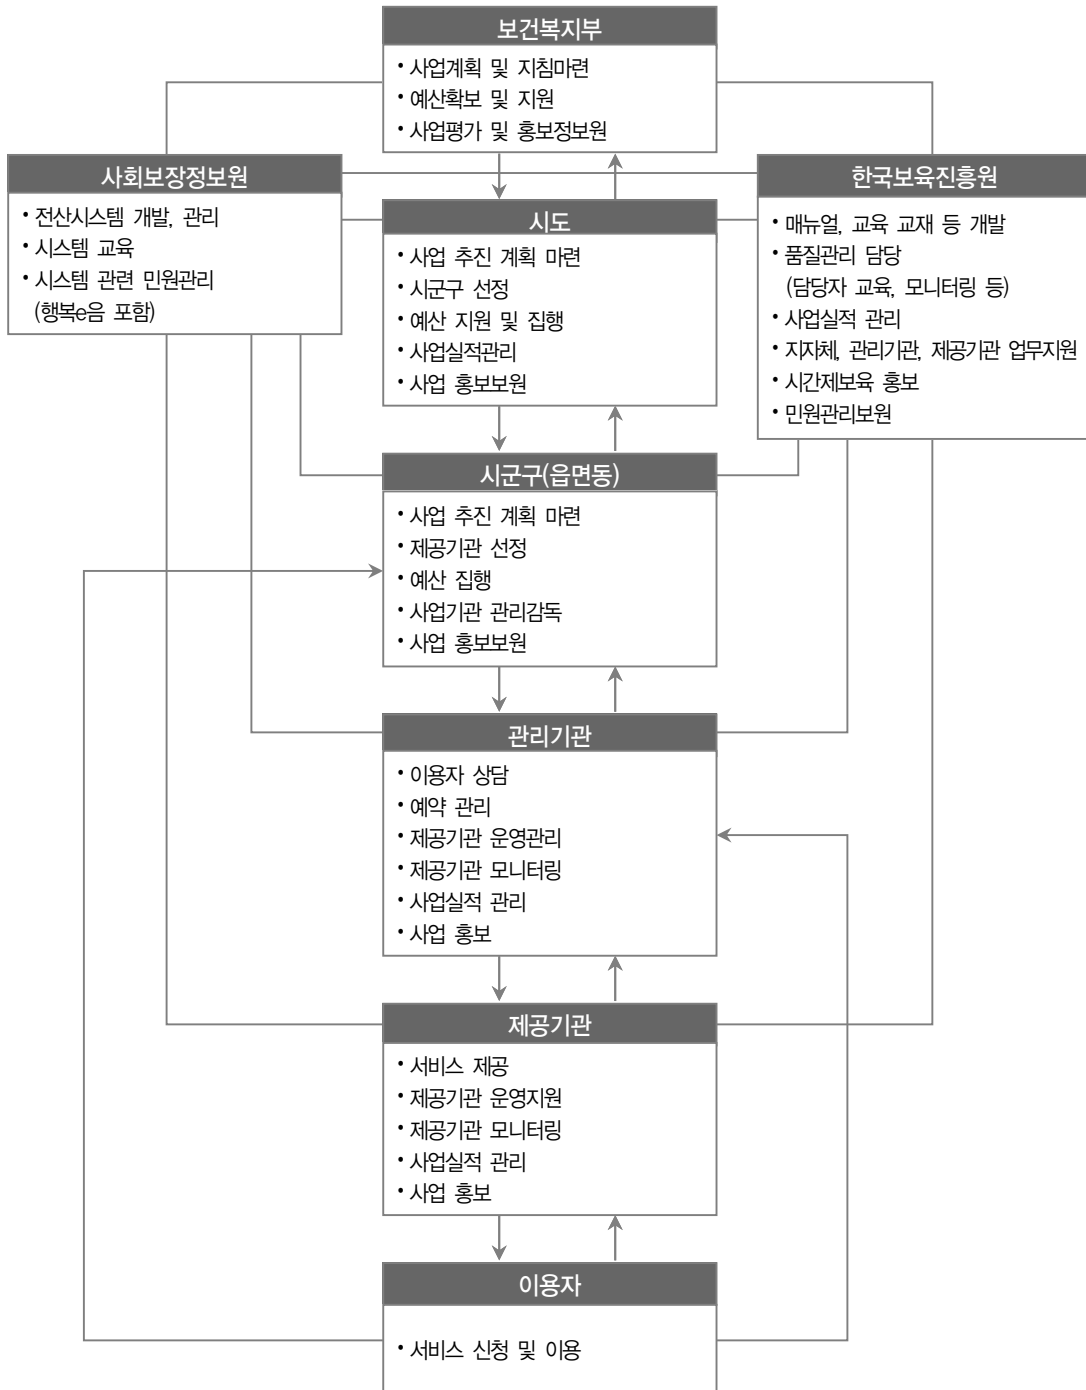 보건복지부
• 사업계획 및 지침마련
• 예산확보 및 지원
• 사업평가 및 홍보정보원
사회보장정보원
• 전산시스템 개발, 관리
• 시스템 교육
• 시스템 관련 민원관리
(행복e음 포함)
한국보육진흥원
• 매뉴얼, 교육 교재 등 개발
• 품질관리 담당
(담당자 교육, 모니터링 등)
• 사업실적 관리
• 지자체, 관리기관, 제공기관 업무지원
• 시간제보육 홍보
• 민원관리보원
시도
• 사업 추진 계획 마련
• 시군구 선정
• 예산 지원 및 집행
• 사업실적관리
• 사업 홍보보원
시군구(읍면동)
• 사업 추진 계획 마련
• 제공기관 선정
• 예산 집행
• 사업기관 관리감독
• 사업 홍보보원
관리기관
• 이용자 상담
• 예약 관리
• 제공기관 운영관리
• 제공기관 모니터링
• 사업실적 관리
• 사업 홍보
제공기관
• 서비스 제공
• 제공기관 운영지원
• 제공기관 모니터링
• 사업실적 관리
• 사업 홍보
이용자
• 서비스 신청 및 이용